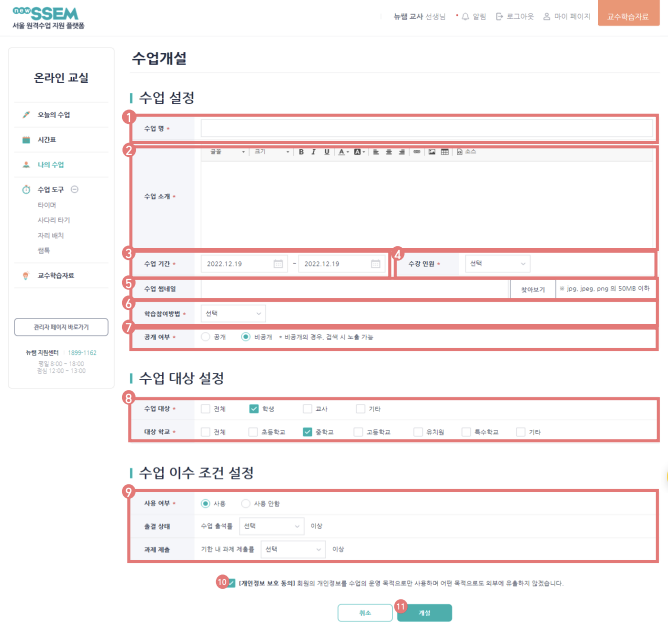 newSSEM
서울 원격수업 지원 플랫폼
뉴쌤 교사 선생님 알림 로그아웃 마이 페이지 교수학습자료
온라인 교실
오늘의 수업
시간표
나의 수업
수업 도구
타이머
사다리 타기
자리 배치
쌤톡
교수학습자료
관리자 페이지 바로가기
뉴쌤 지원센터 1899-1162
평일 9:00 ~ 18:00
점심 12:00 ~ 13:00
수업개설
수업 설정
1
수업 명 *
2
글꼴 크기 B I U A A 소스
수업 소개 *
3
수업 기간 * 2022.12.19 ~ 2022.12.19
4
수강 인원 * 선택
5
수업 썸네일 찾아보기 ※ jpg, jpeg, png 의 50MB 이하
6
학습참여방법 * 선택
7
공개 여부 * 공개 비공개 * 비공개의 경우, 검색 시 노출 가능
수업 대상 설정
8
수업 대상 * 전체 학생 교사 기타
대상 학교 * 전체 초등학교 중학교 고등학교 유치원 특수학교 기타
수업 이수 조건 설정
9
사용 여부 * 사용 사용 안함
출결 상태 수업 출석률 선택 이상
과제 제출 기한 내 과제 제출률 선택 이상
10 [개인정보 보호 동의] 회원의 개인정보를 수업의 운영 목적으로만 사용하며 어떤 목적으로도 외부에 유출하지 않겠습니다.
취소 11 개설